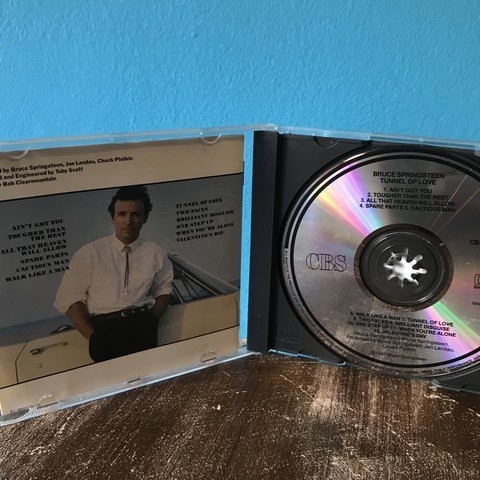 d by Bruce Springsteen, Jon Landau, Chuck Plotkin
and Engineered by Toby Scott
Bob Clearmountain
AIN'T GOT YOU
TOUGHER THAN
THE REST
ALL THAT HEAVEN
WILL ALLOW
SPARE PARTS
CAUTIOUS MAN
WALK LIKE A MAN
TUNNEL OF LOVE
TWO FACES
BRILLIANT DISGUISE
ONE STEP UP
WHEN YOU'RE ALONE
VALENTINE'S DAY
BRUCE SPRINGSTEEN
TUNNEL OF LOVE
1. AIN'T GOT YOU
2. TOUGHER THAN THE REST
3. ALL THAT HEAVEN WILL ALLOW
4. SPARE PARTS 5. CAUTIOUS MAN
CBS
6. WALK LIKE A MAN 7. TUNNEL OF LOVE
8. TWO FACES 9. BRILLIANT DISGUISE
10. ONE STEP UP 11. WHEN YOU'RE ALONE
12. VALENTINE'S DAY